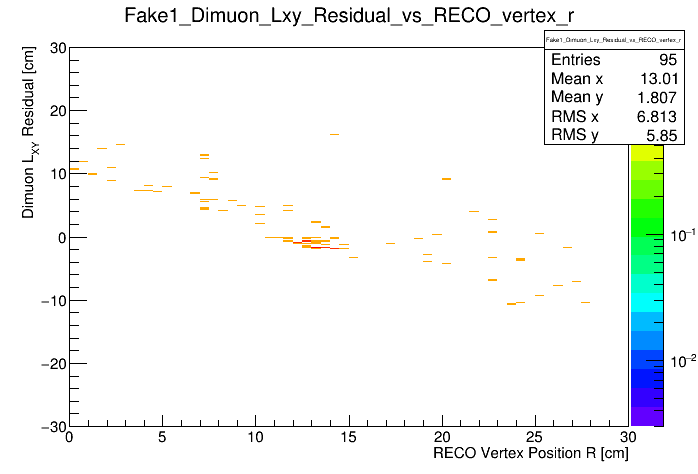 Fake1_Dimuon_Lxy_Residual_vs_RECO_vertex_r
Fake1_Dimuon_Lxy_Residual_vs_RECO_vertex_r
Entries 95
Mean x 13.01
Mean y 1.807
RMS x 6.813
RMS y 5.85
Dimuon LXY Residual [cm]
30
20
10
0
−10
−20
−30
0 5 10 15 20 25 30
RECO Vertex Position R [cm]
10−1
10−2